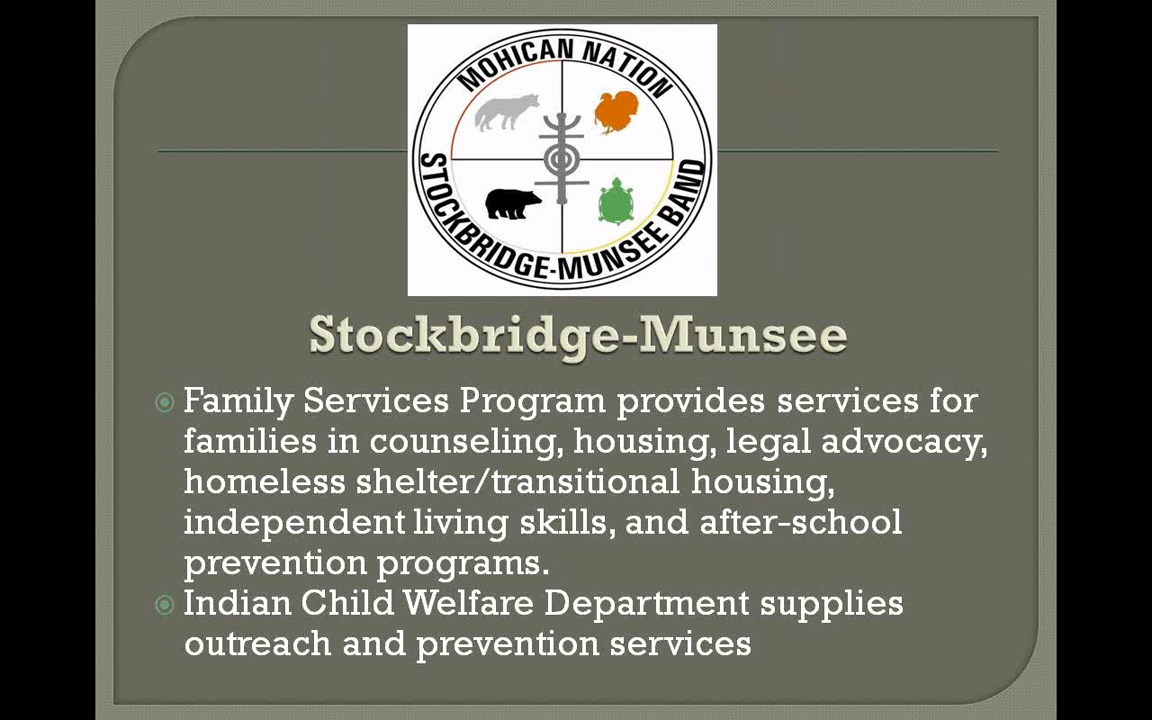 MOHICAN NATION
STOCKBRIDGE-MUNSEE BAND
Stockbridge-Munsee
Family Services Program provides services for
families in counseling, housing, legal advocacy,
homeless shelter/transitional housing,
independent living skills, and after-school
prevention programs.
Indian Child Welfare Department supplies
outreach and prevention services